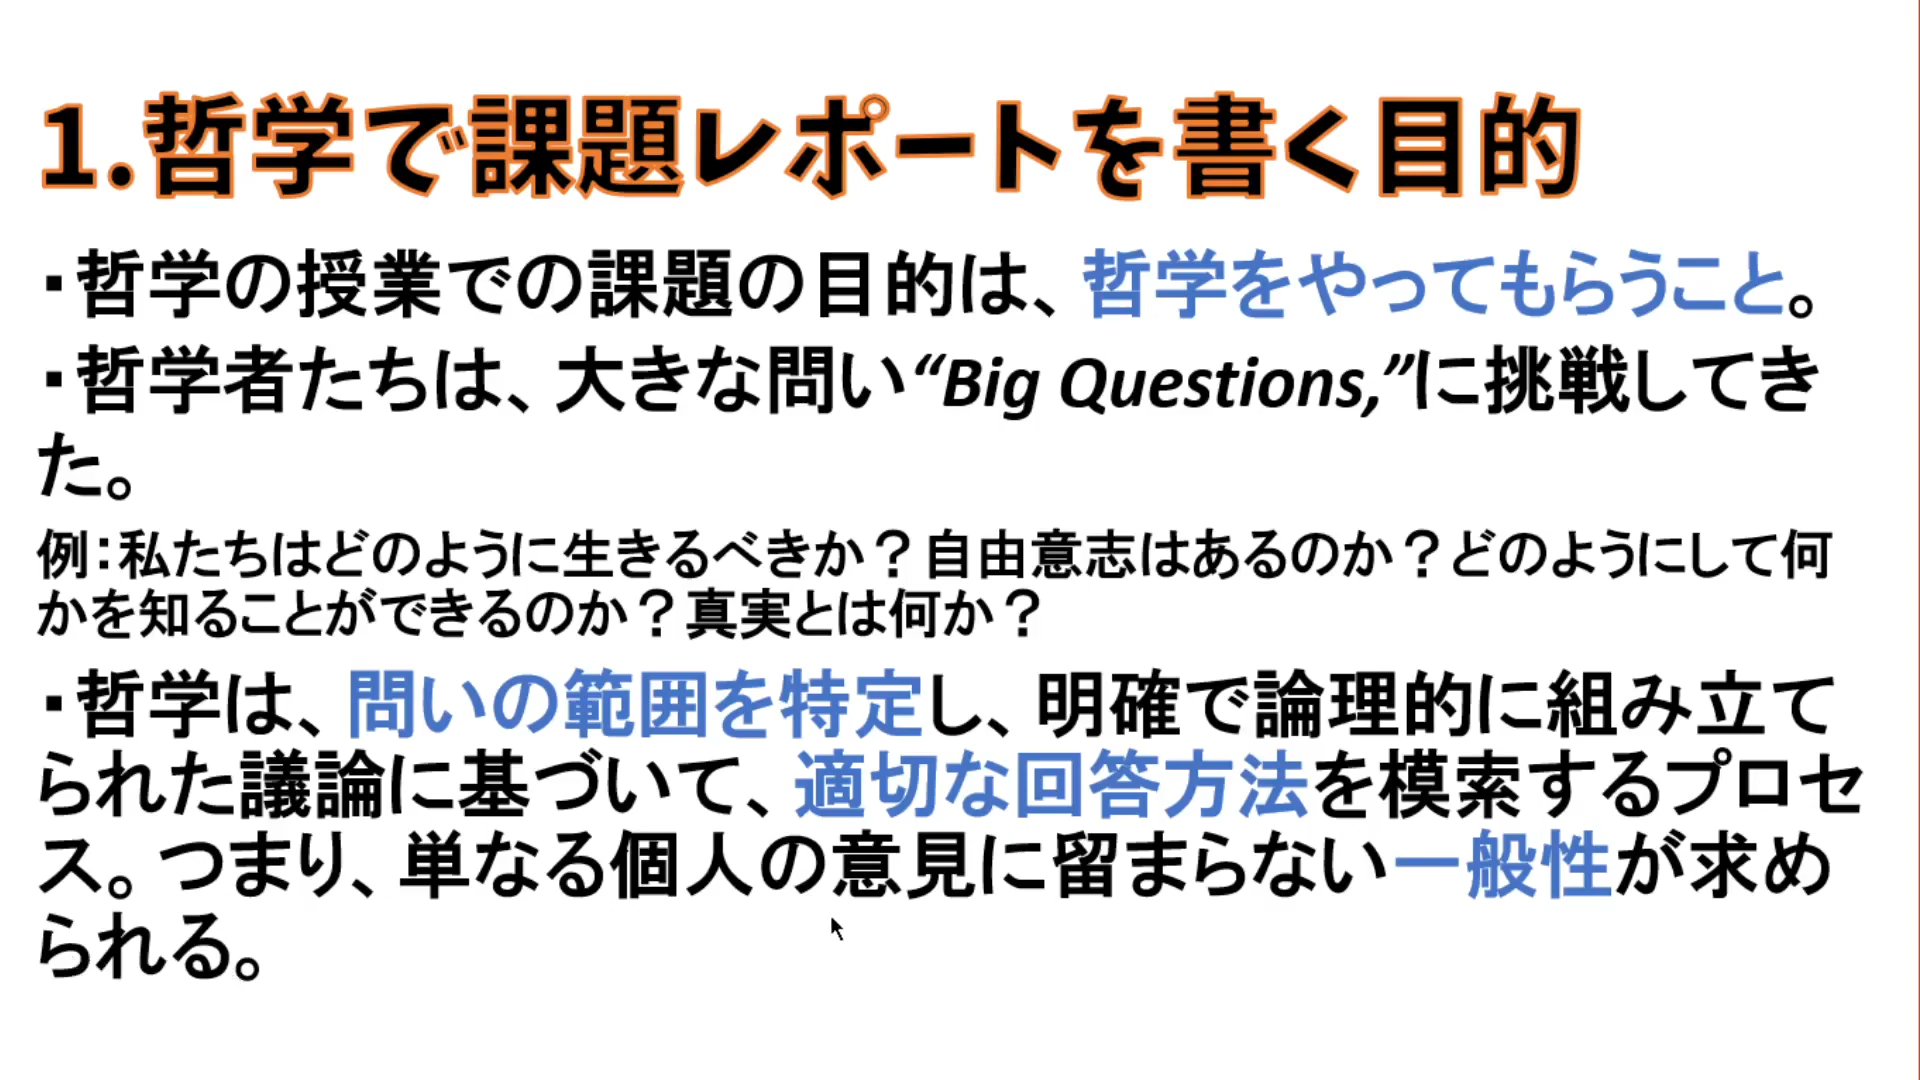 1.哲学で課題レポートを書く目的
・哲学の授業での課題の目的は、哲学をやってもらうこと。
・哲学者たちは、大きな問い“Big Questions,”に挑戦してき
た。
例：私たちはどのように生きるべきか？自由意志はあるのか？どのようにして何
かを知ることができるのか？真実とは何か？
・哲学は、問いの範囲を特定し、明確で論理的に組み立て
られた議論に基づいて、適切な回答方法を模索するプロセ
ス。つまり、単なる個人の意見に留まらない一般性が求め
られる。